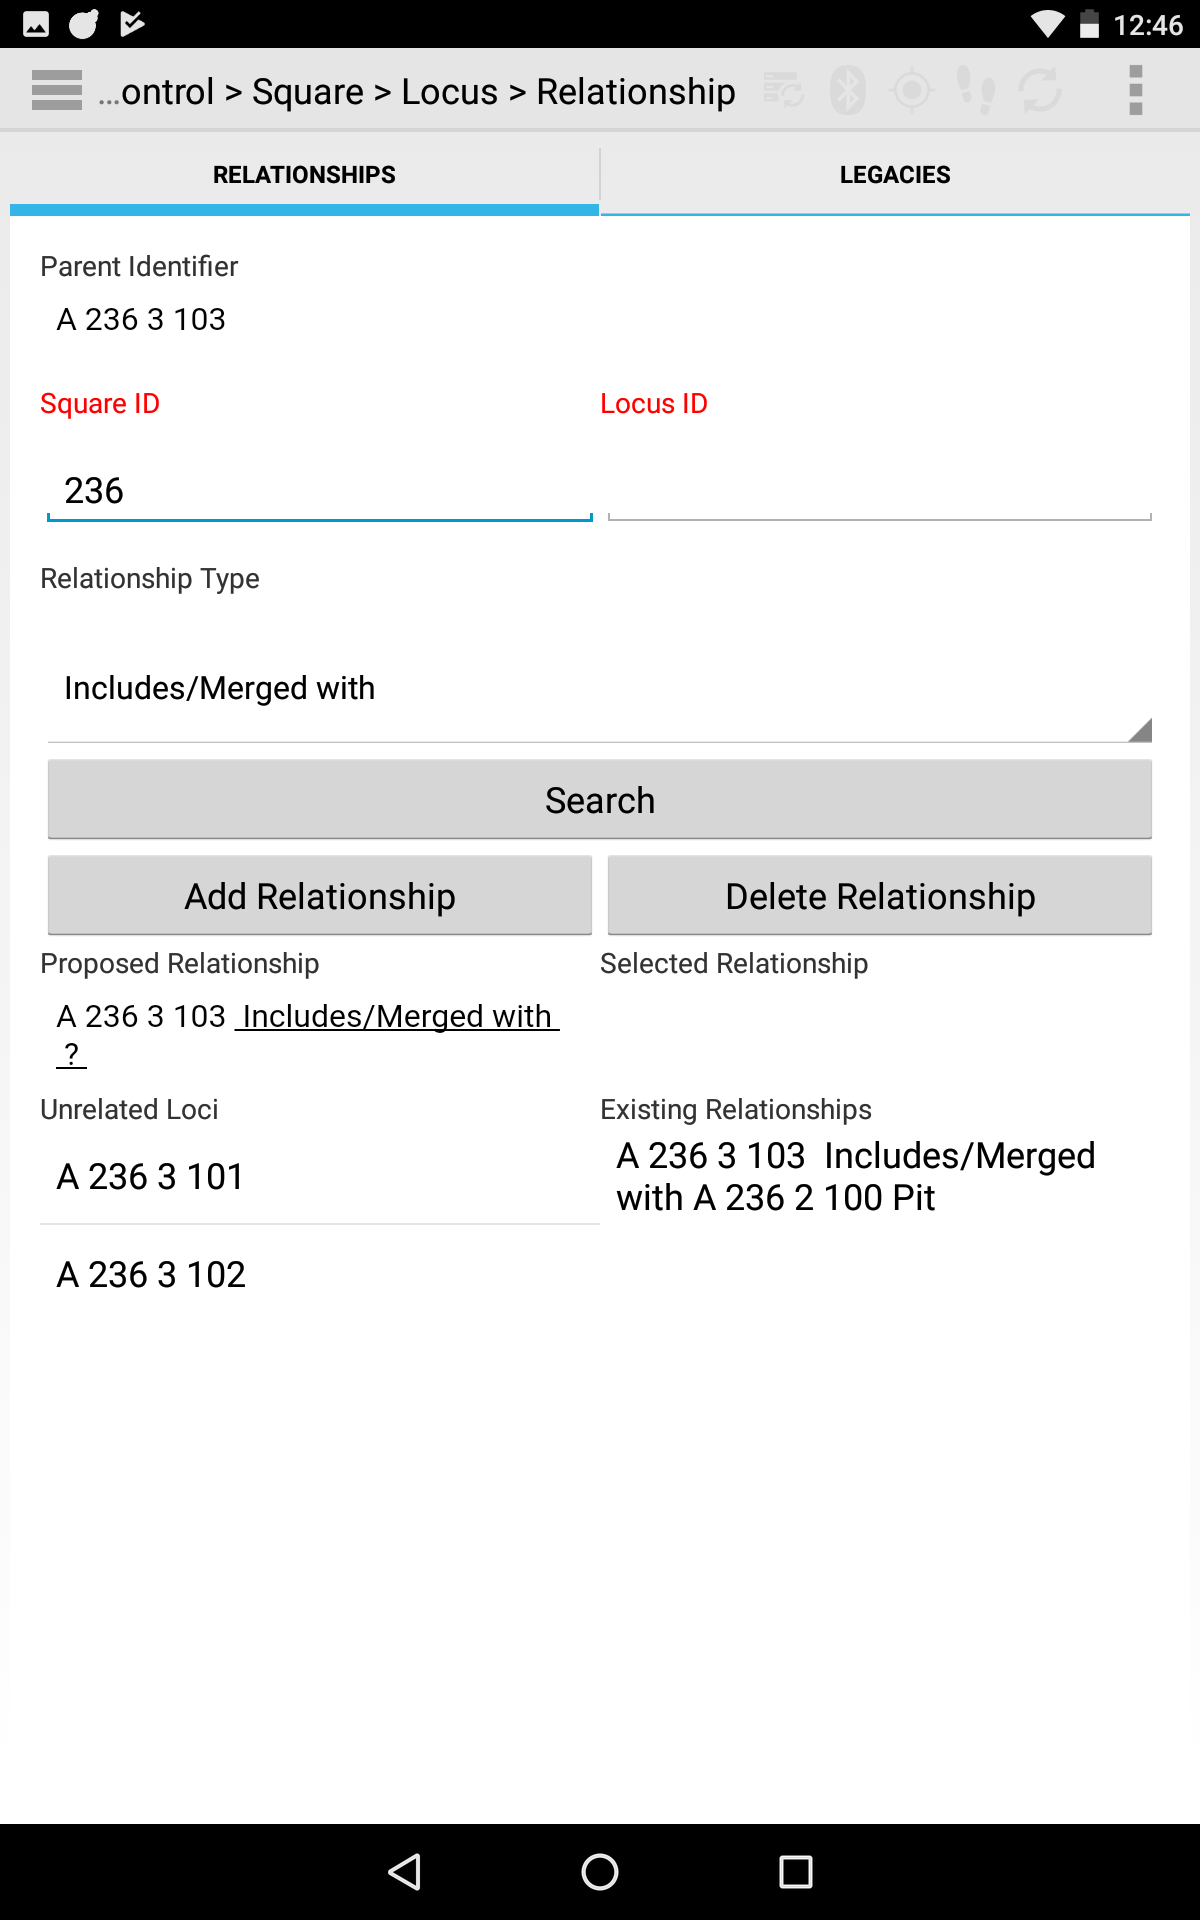 12:46
...ontrol > Square > Locus > Relationship
RELATIONSHIPS
LEGACIES
Parent Identifier
A 236 3 103
Square ID
Locus ID
236
Relationship Type
Includes/Merged with
Search
Add Relationship
Delete Relationship
Proposed Relationship
Selected Relationship
A 236 3 103 Includes/Merged with
?
Unrelated Loci
Existing Relationships
A 236 3 101
A 236 3 103 Includes/Merged
with A 236 2 100 Pit
A 236 3 102